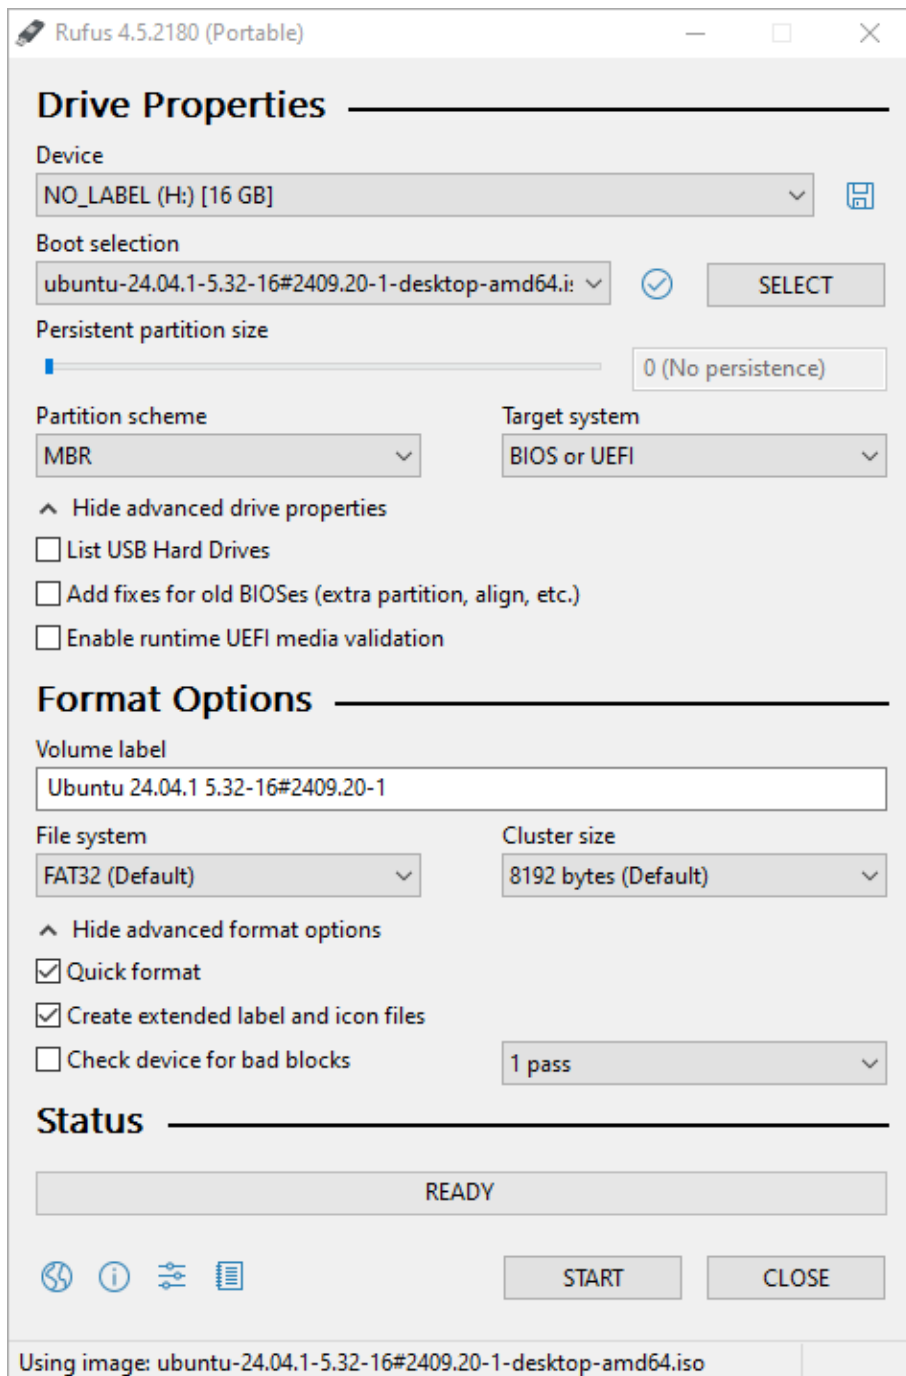 Rufus 4.5.2180 (Portable)
Drive Properties
Device
NO_LABEL (H:) [16 GB]
Boot selection
ubuntu-24.04.1-5.32-16#2409.20-1-desktop-amd64.is
SELECT
Persistent partition size
0 (No persistence)
Partition scheme
Target system
MBR
BIOS or UEFI
Hide advanced drive properties
List USB Hard Drives
Add fixes for old BIOSes (extra partition, align, etc.)
Enable runtime UEFI media validation
Format Options
Volume label
Ubuntu 24.04.1 5.32-16#2409.20-1
File system
Cluster size
FAT32 (Default)
8192 bytes (Default)
Hide advanced format options
Quick format
Create extended label and icon files
Check device for bad blocks
1 pass
Status
READY
START
CLOSE
Using image: ubuntu-24.04.1-5.32-16#2409.20-1-desktop-amd64.iso